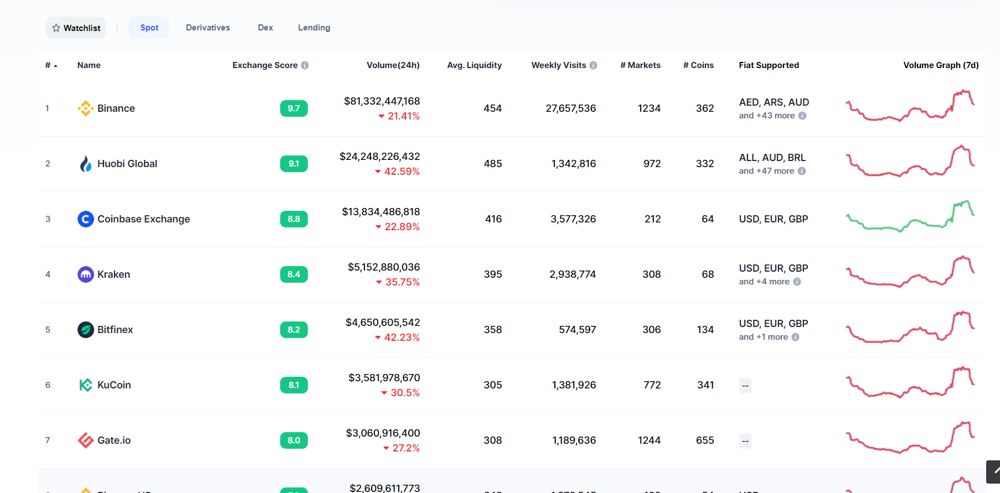 Watchlist Spot Derivatives Dex Lending
# Name Exchange Score Volume(24h) Avg. Liquidity Weekly Visits # Markets # Coins Fiat Supported Volume Graph (7d)
1 Binance 9.7 $81,332,447,168 454 27,657,536 1234 362 AED, ARS, AUD
21.41% and +43 more
2 Huobi Global 9.1 $24,248,226,432 485 1,342,816 972 332 ALL, AUD, BRL
42.59% and +47 more
3 Coinbase Exchange 8.8 $13,834,486,818 416 3,577,326 212 64 USD, EUR, GBP
22.89%
4 Kraken 8.4 $5,152,880,036 395 2,938,774 308 68 USD, EUR, GBP
35.75% and +4 more
5 Bitfinex 8.2 $4,650,605,542 358 574,597 306 134 USD, EUR, GBP
42.23% and +1 more
6 KuCoin 8.1 $3,581,978,670 305 1,381,926 772 341 --
30.5%
7 Gate.io 8.0 $3,060,916,400 308 1,189,636 1244 655 --
27.2%
$2,609,611,773